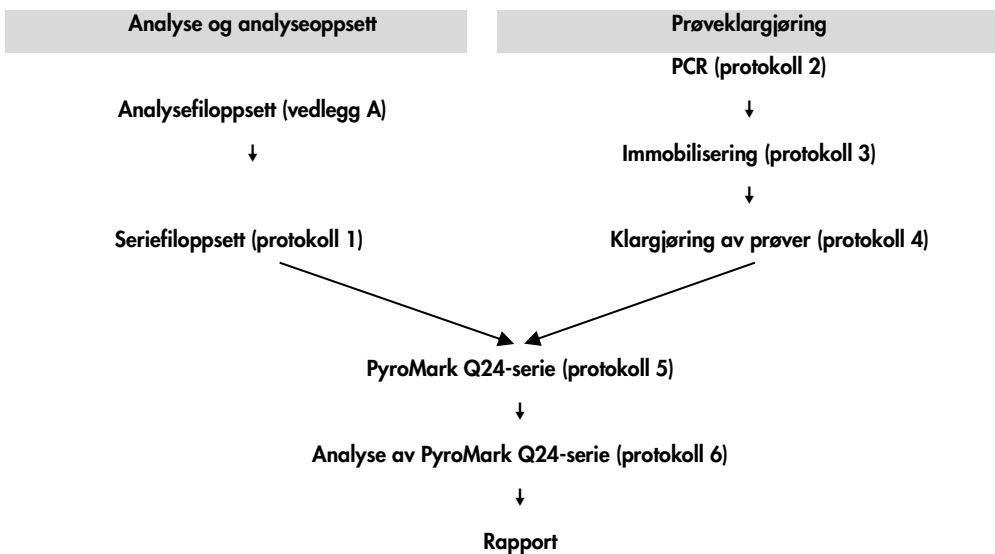 Analyse og analyseoppsett
Prøveklargjøring
PCR (protokoll 2)
Analysefiloppsett (vedlegg A)
Immobilisering (protokoll 3)
Seriefiloppsett (protokoll 1)
Klargjøring av prøver (protokoll 4)
PyroMark Q24-serie (protokoll 5)
Analyse av PyroMark Q24-serie (protokoll 6)
Rapport